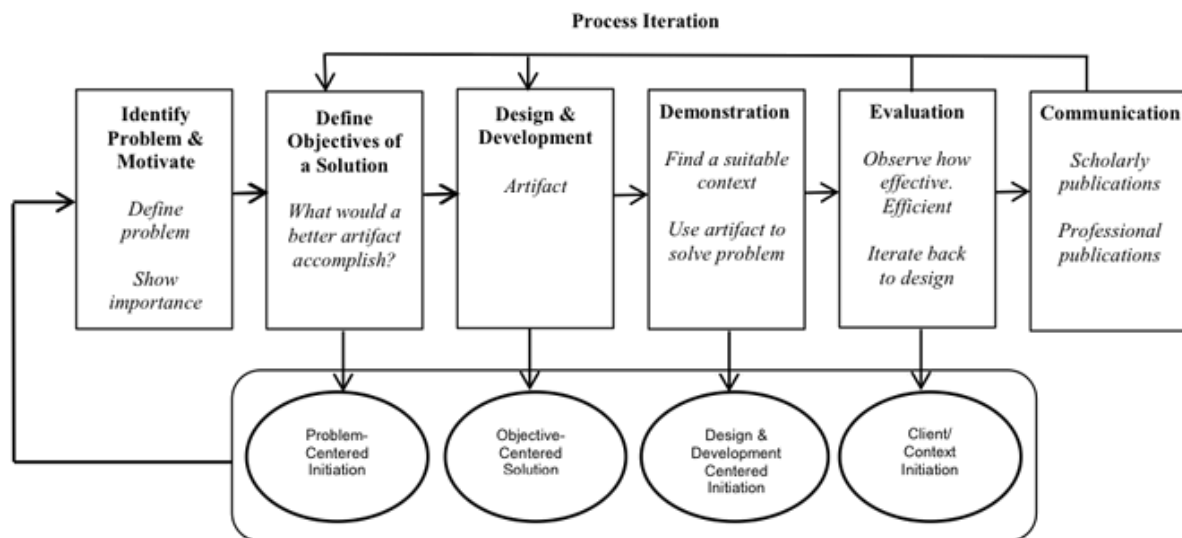 Process Iteration
Identify
Problem &
Motivate
Define
problem
Show
importance
Define
Objectives of
a Solution
What would a
better artifact
accomplish?
Design &
Development
Artifact
Demonstration
Find a suitable
context
Use artifact to
solve problem
Evaluation
Observe how
effective.
Efficient
Iterate back
to design
Communication
Scholarly
publications
Professional
publications
Problem-
Centered
Initiation
Objective-
Centered
Solution
Design &
Development
Centered
Initiation
Client/
Context
Initiation